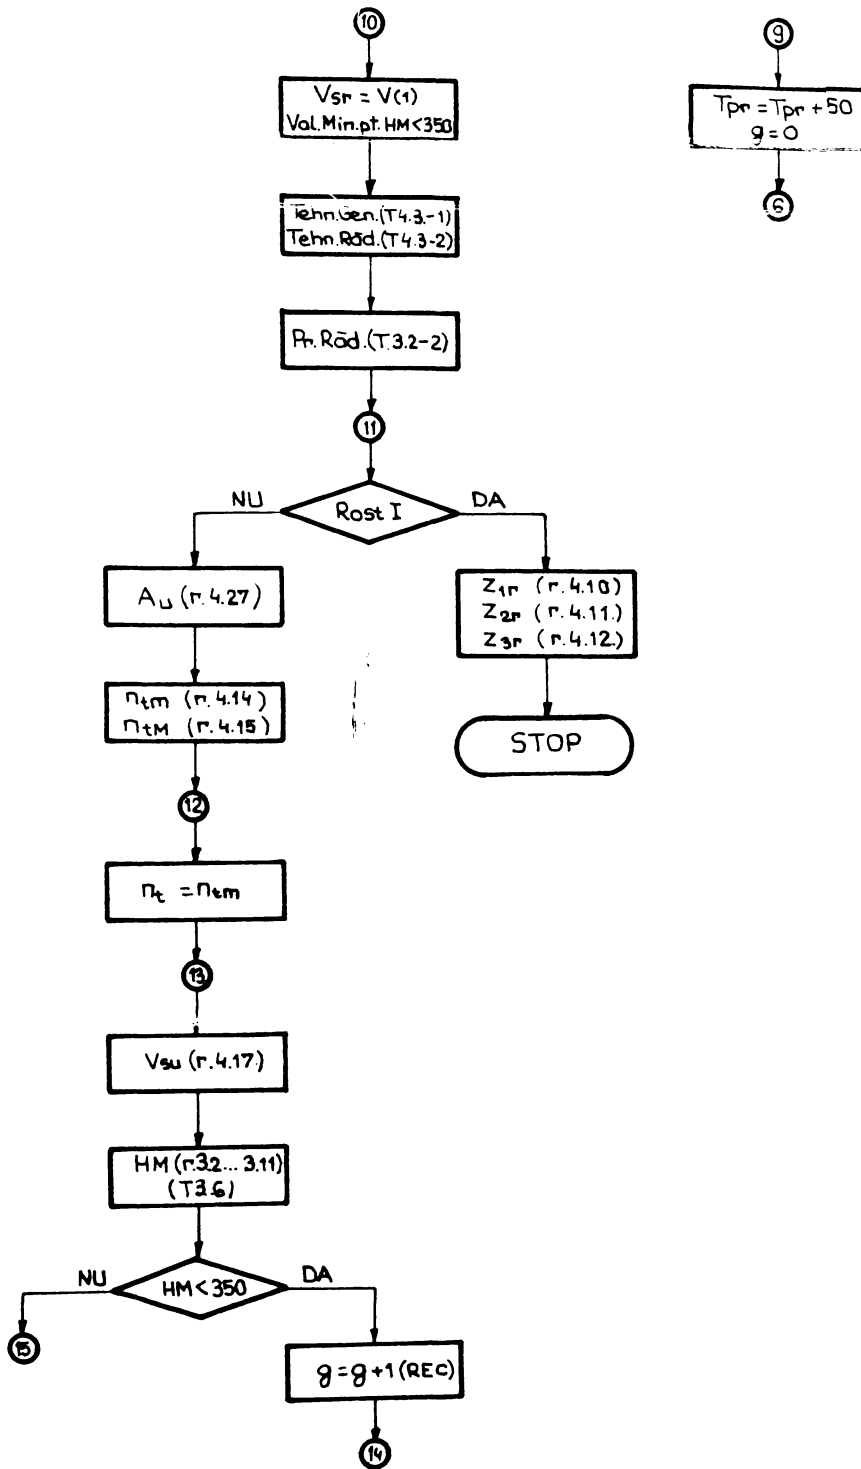 10
Vsr = V(1)
Val.Min.pt.HM<350
Tehn.Gen.(T4.3.-1)
Tehn.Răd.(T4.3-2)
Pr.Răd.(T.3.2-2)
11
NU
Rost I
DA
Au (r.4.27)
Z1r (r.4.10)
Z2r (r.4.11.)
Z3r (r.4.12.)
ntm (r.4.14)
ntM (r.4.15)
STOP
12
nt = ntm
13
Vsu (r.4.17)
HM (r.3.2...3.11)
(T3.6)
NU
HM<350
DA
15
g=g+1 (REC)
14
9
Tpr=Tpr+50
g=0
6